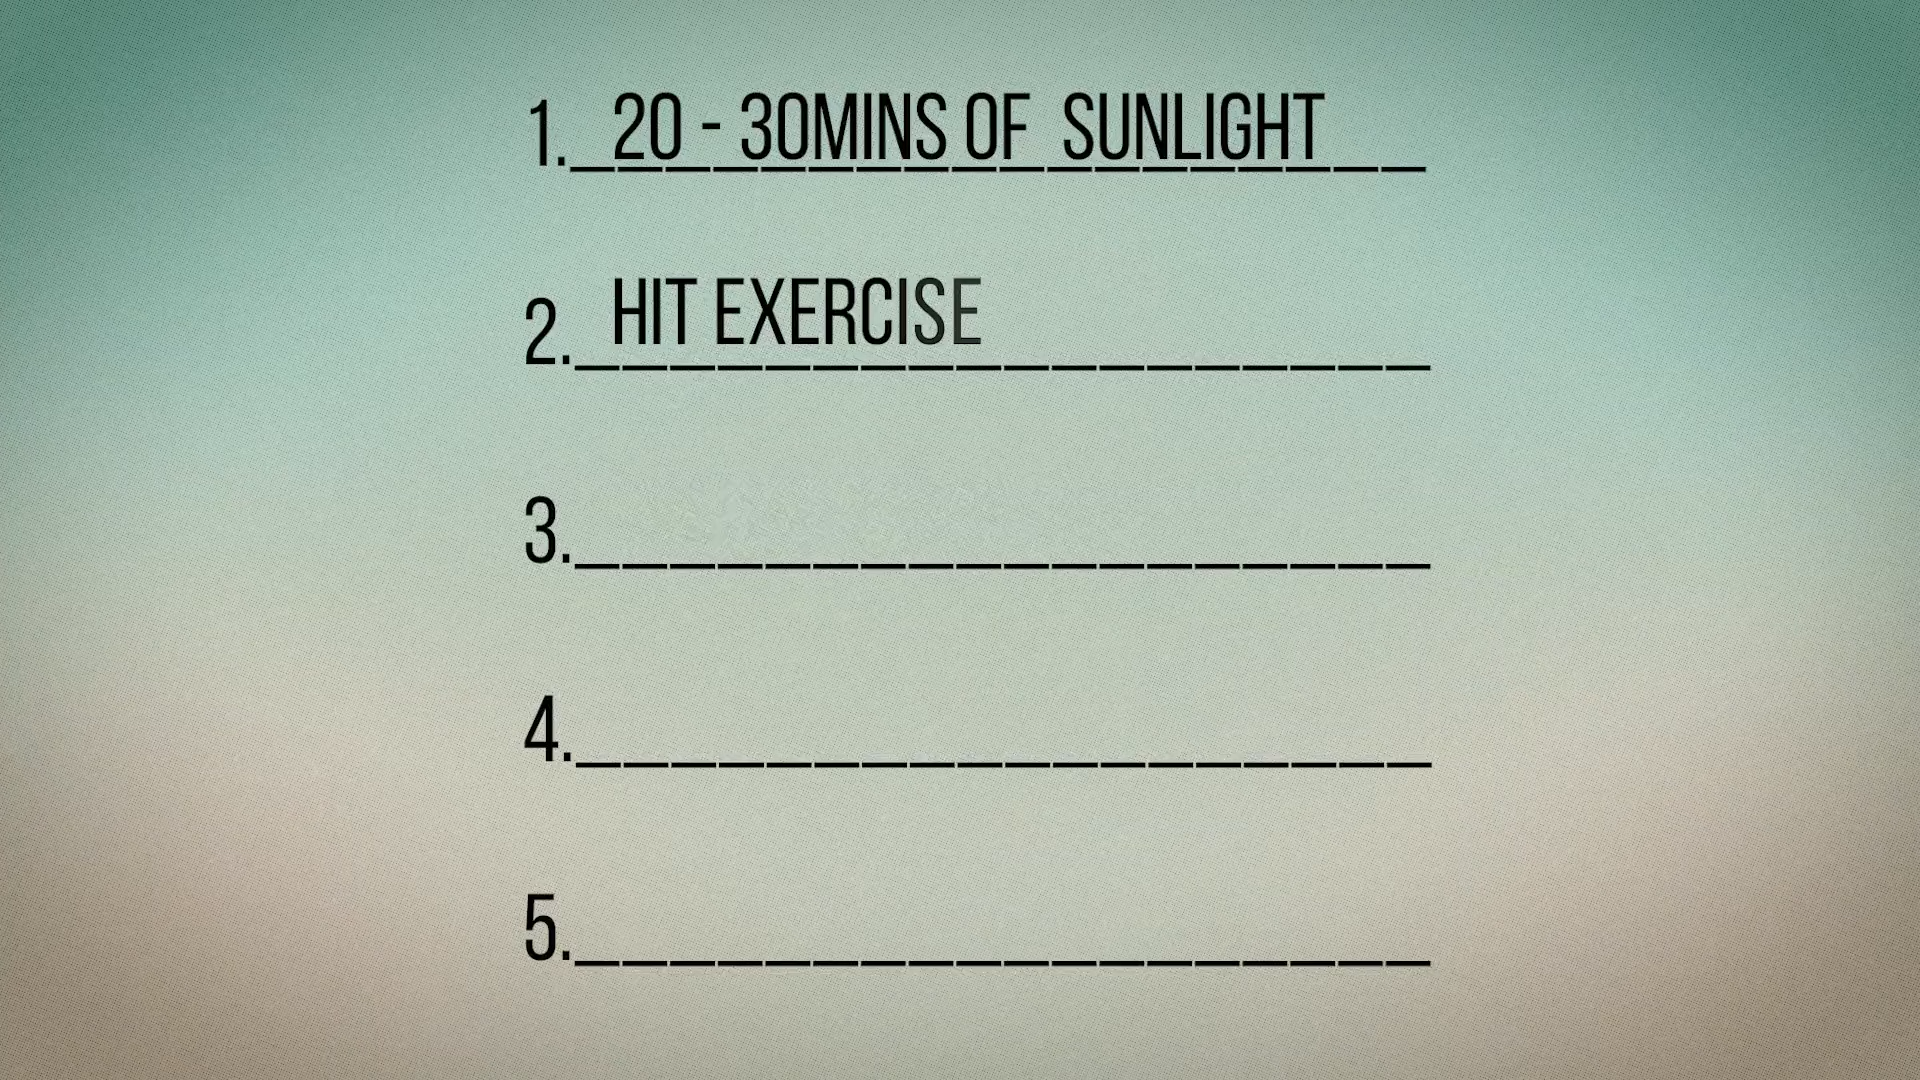 1. 20 - 30MINS OF SUNLIGHT
2. HIT EXERCISE
3.
4.
5.